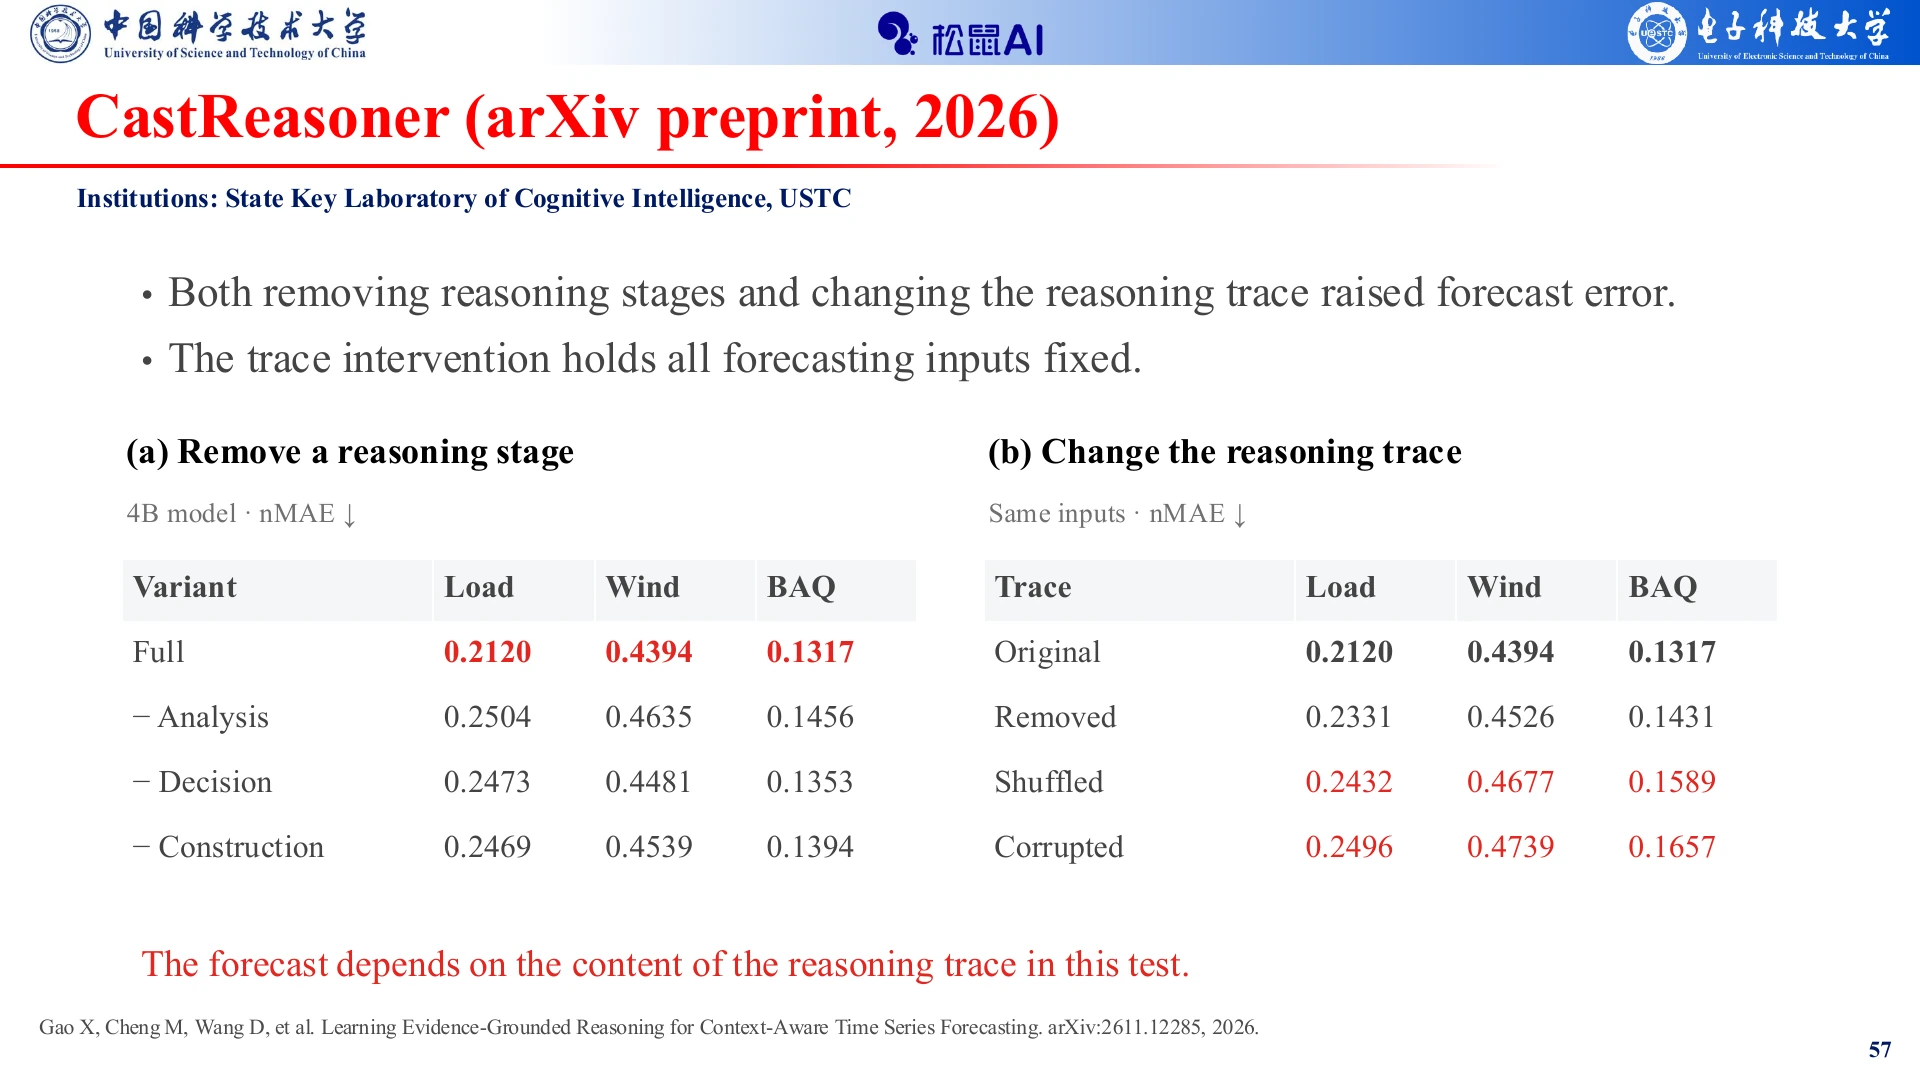 中国科学技术大学
University of Science and Technology of China
松鼠AI
电子科技大学
University of Electronic Science and Technology of China
CastReasoner (arXiv preprint, 2026)
Institutions: State Key Laboratory of Cognitive Intelligence, USTC
• Both removing reasoning stages and changing the reasoning trace raised forecast error.
• The trace intervention holds all forecasting inputs fixed.
(a) Remove a reasoning stage
4B model · nMAE ↓
Variant Load Wind BAQ
Full 0.2120 0.4394 0.1317
− Analysis 0.2504 0.4635 0.1456
− Decision 0.2473 0.4481 0.1353
− Construction 0.2469 0.4539 0.1394
(b) Change the reasoning trace
Same inputs · nMAE ↓
Trace Load Wind BAQ
Original 0.2120 0.4394 0.1317
Removed 0.2331 0.4526 0.1431
Shuffled 0.2432 0.4677 0.1589
Corrupted 0.2496 0.4739 0.1657
The forecast depends on the content of the reasoning trace in this test.
Gao X, Cheng M, Wang D, et al. Learning Evidence-Grounded Reasoning for Context-Aware Time Series Forecasting. arXiv:2611.12285, 2026.
57